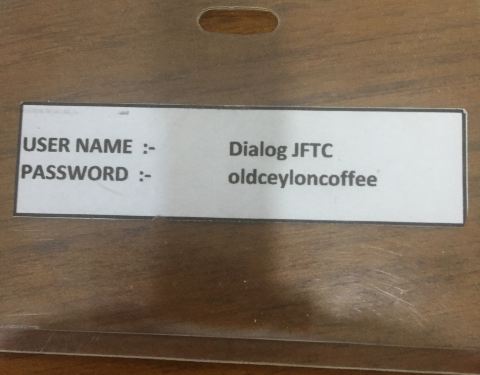 USER NAME :- Dialog JFTC
PASSWORD :- oldceyloncoffee